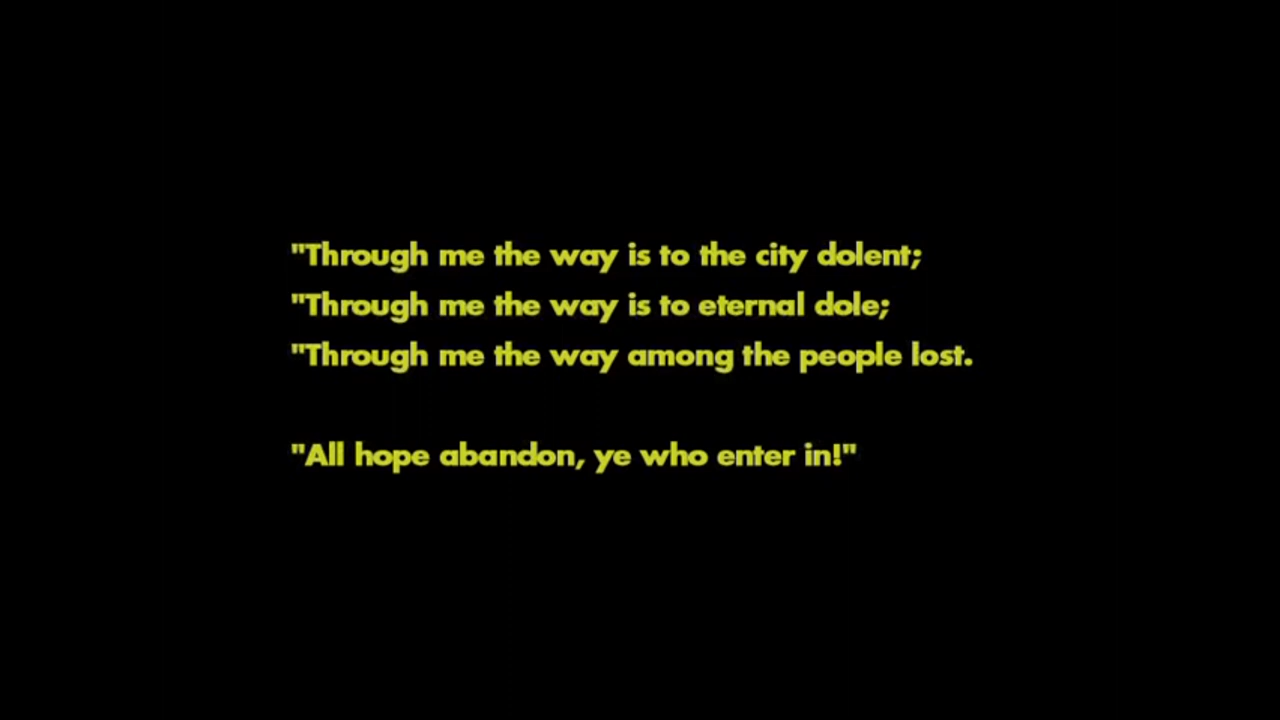 "Through me the way is to the city dolent;
"Through me the way is to eternal dole;
"Through me the way among the people lost.
"All hope abandon, ye who enter in!"